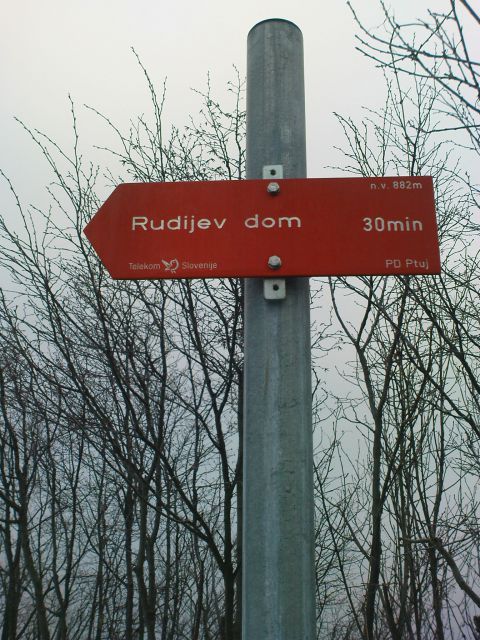 n.v. 882m
Rudijev dom 30min
Telekom Slovenije PD Ptuj